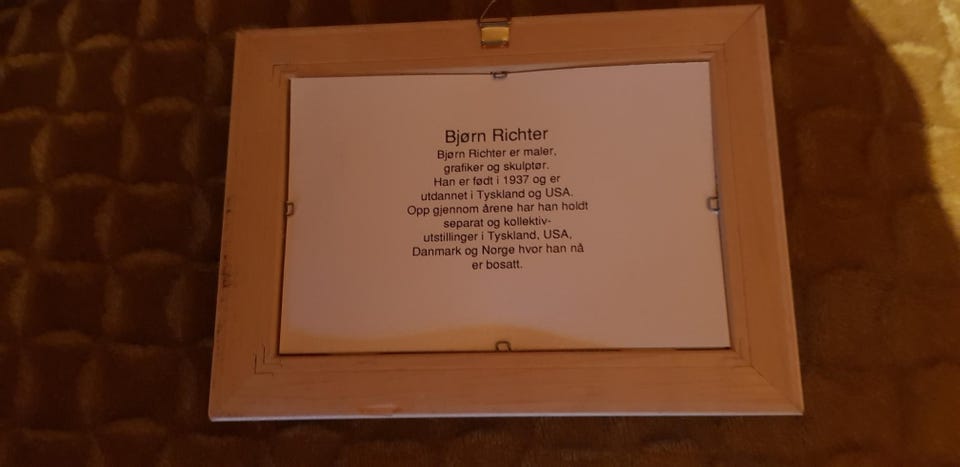 Bjørn Richter
Bjørn Richter er maler,
grafiker og skulptør.
Han er født i 1937 og er
utdannet i Tyskland og USA.
Opp gjennom årene har han holdt
separat og kollektiv-
utstillinger i Tyskland, USA,
Danmark og Norge hvor han nå
er bosatt.